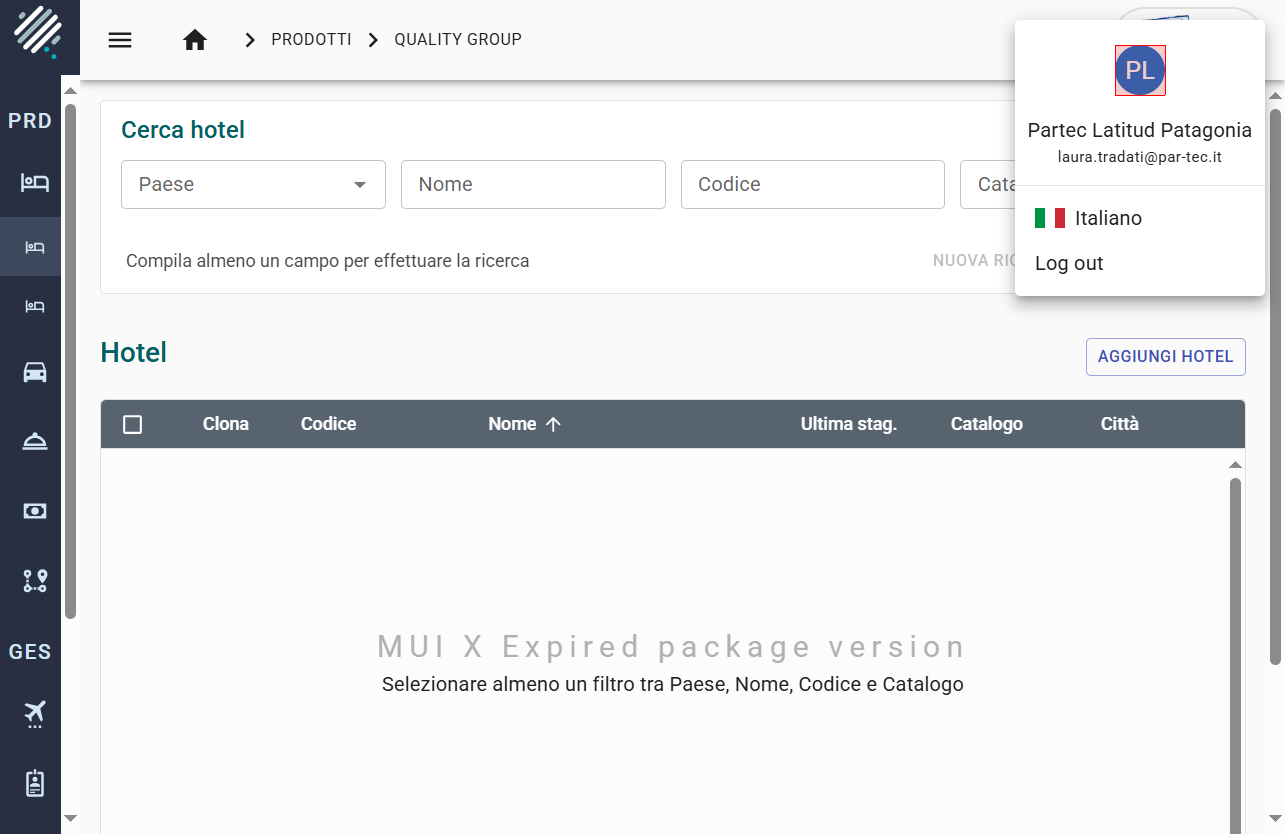 PRODOTTI
QUALITY GROUP
PL
Partec Latitud Patagonia
laura.tradati@par-tec.it
Italiano
Log out
PRD
GES
Cerca hotel
Paese
Nome
Codice
Compila almeno un campo per effettuare la ricerca
NUOVA
Hotel
AGGIUNGI HOTEL
Clona
Codice
Nome
Ultima stag.
Catalogo
Città
MUI X Expired package version
Selezionare almeno un filtro tra Paese, Nome, Codice e Catalogo